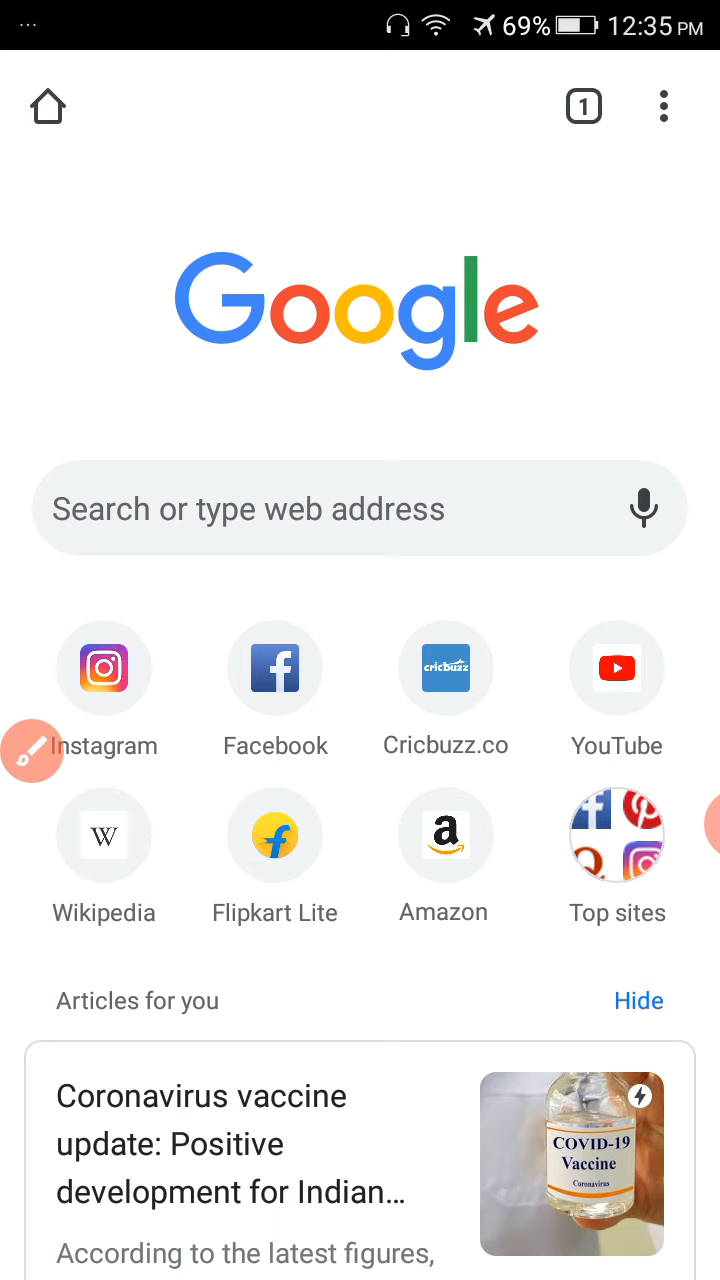 ...
69% 12:35 PM
1
Google
Search or type web address
cricbuzz
Instagram Facebook Cricbuzz.co YouTube
W
a
Wikipedia Flipkart Lite Amazon Top sites
Articles for you Hide
Coronavirus vaccine
update: Positive
development for Indian...
COVID-19
Vaccine
Coronavirus
According to the latest figures,